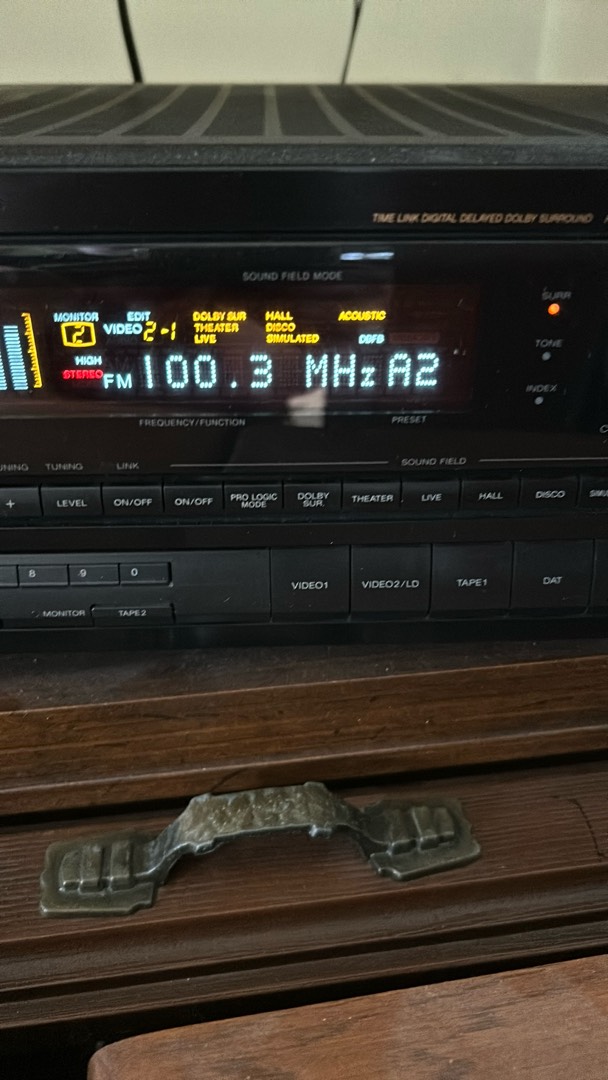 TIME LINK DIGITAL DELAYED DOLBY SURROUND
SOUND FIELD MODE
SURR
MONITOR EDIT DOLBY SUR HALL ACOUSTIC
2 VIDEO 2-1 THEATER DISCO
LIVE SIMULATED DBFB
TONE
HIGH
STEREO FM 100.3 MHz A2
INDEX
FREQUENCY/FUNCTION PRESET
TUNING LINK SOUND FIELD
+ LEVEL ON/OFF ON/OFF PRO LOGIC MODE DOLBY SUR. THEATER LIVE HALL DISCO
8 9 0
VIDEO1 VIDEO2/LD TAPE1 DAT
MONITOR TAPE2